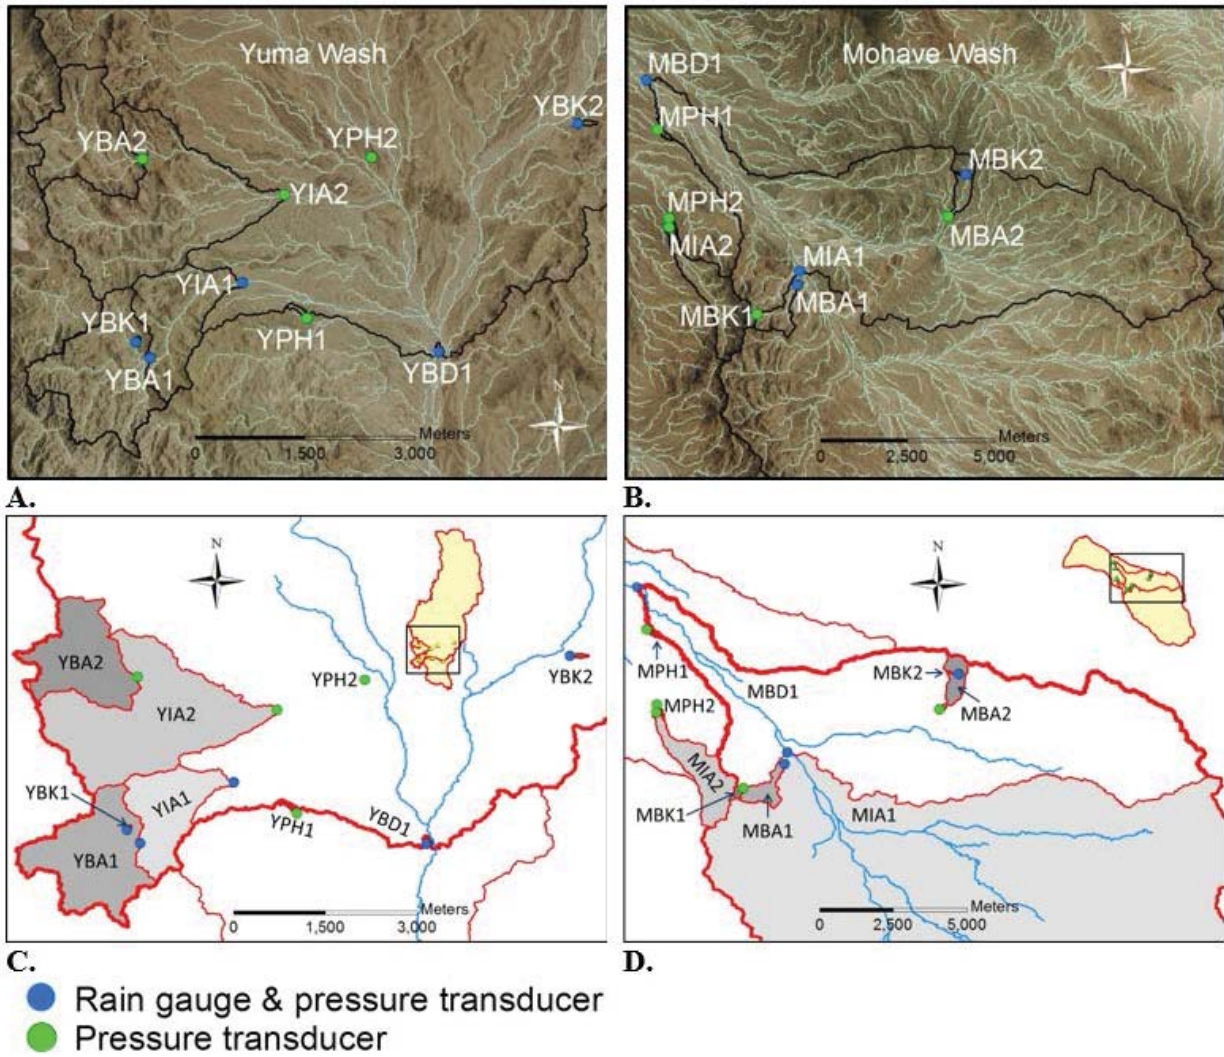 Yuma Wash
YBK2
YBA2
YPH2
YIA2
YIA1
YBK1
YPH1
YBA1
YBD1
N
Meters
0 1,500 3,000
A.
Mohave Wash
N
MBD1
MPH1
MBK2
MPH2
MBA2
MIA2
MIA1
MBA1
MBK1
Meters
0 2,500 5,000
B.
N
YBA2
YPH2
YBK2
YIA2
YBK1
YIA1
YPH1
YBD1
YBA1
Meters
0 1,500 3,000
C.
N
MPH1
MBD1
MBK2
MBA2
MPH2
MIA2
MBK1
MBA1
MIA1
Meters
0 2,500 5,000
D.
Rain gauge & pressure transducer
Pressure transducer